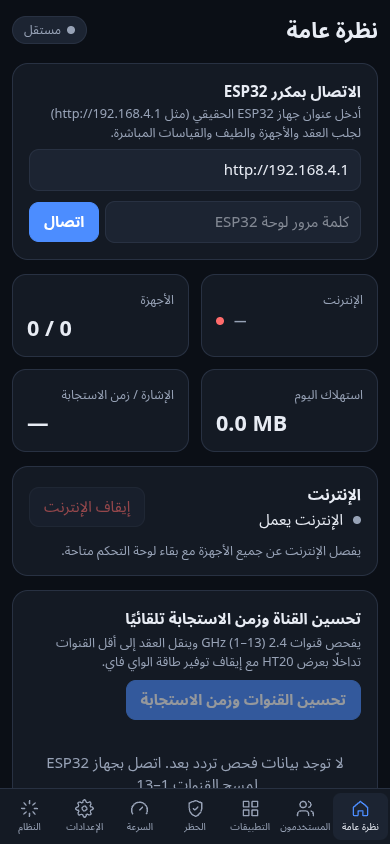 نظرة عامة
مستقل
الاتصال بمكرر ESP32
أدخل عنوان جهاز ESP32 الحقيقي (مثل http://192.168.4.1)
لجلب العقد والأجهزة والطيف والقياسات المباشرة.
http://192.168.4.1
كلمة مرور لوحة ESP32
اتصال
الإنترنت
—
الأجهزة
0 / 0
استهلاك اليوم
0.0 MB
الإشارة / زمن الاستجابة
—
الإنترنت
الإنترنت يعمل
إيقاف الإنترنت
يفصل الإنترنت عن جميع الأجهزة مع بقاء لوحة التحكم متاحة.
تحسين القناة وزمن الاستجابة تلقائيًا
يفحص قنوات 2.4 GHz (1–13) وينقل العقد إلى أقل القنوات
تداخلًا بعرض HT20 مع إيقاف توفير طاقة الواي فاي.
تحسين القنوات وزمن الاستجابة
لا توجد بيانات فحص تردد بعد. اتصل بجهاز ESP32
لمسح القنوات 1–13
نظرة عامة
المستخدمون
التطبيقات
الحظر
السرعة
الإعدادات
النظام